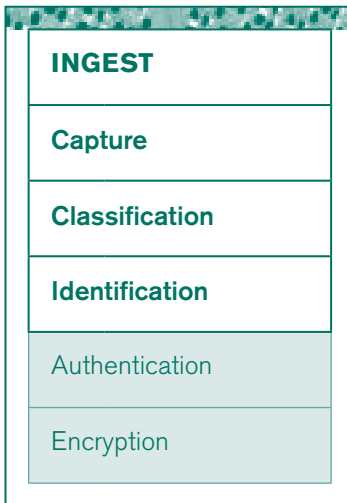 INGEST
Capture
Classification
Identification
Authentication
Encryption